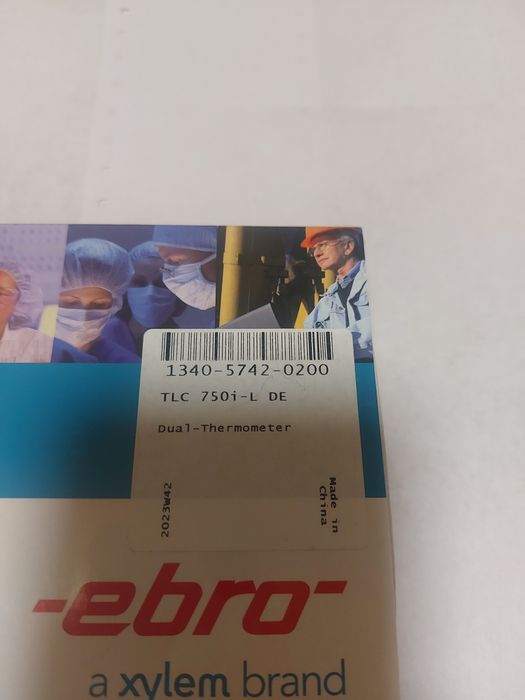 1340-5742-0200
TLC 750i-L DE
Dual-Thermometer
2023W42
Made in
China
-ebro-
a xylem brand